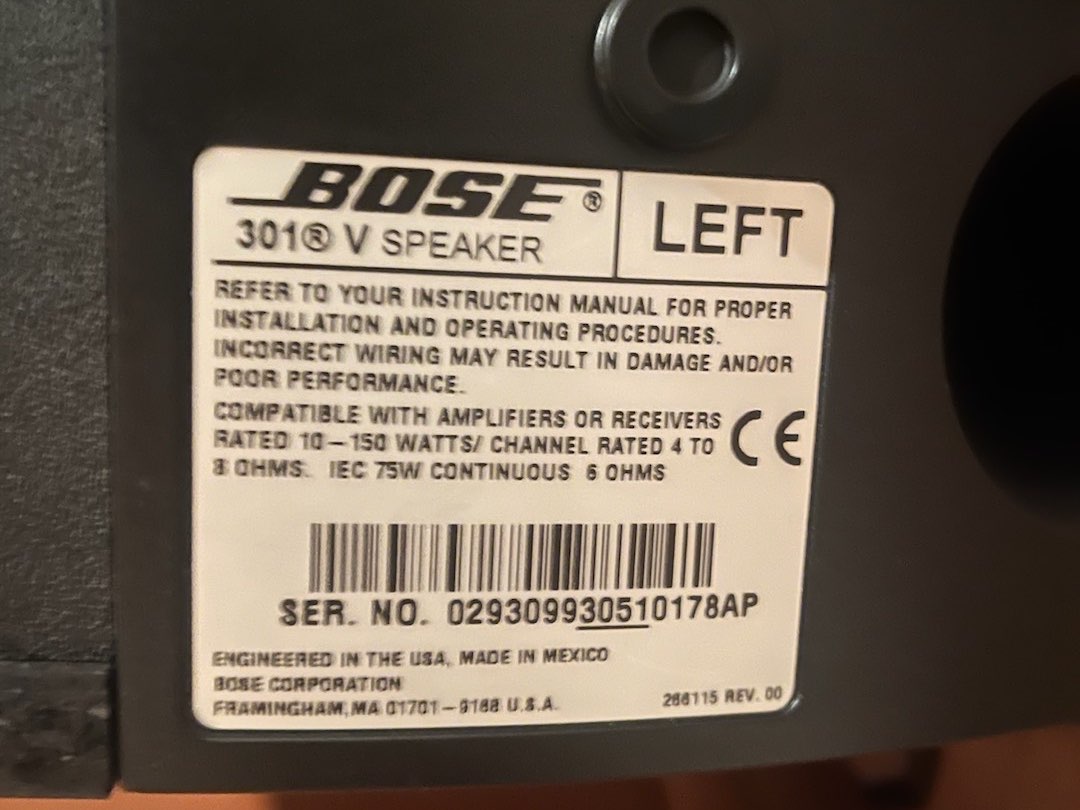 BOSE®
301® V SPEAKER
LEFT
REFER TO YOUR INSTRUCTION MANUAL FOR PROPER
INSTALLATION AND OPERATING PROCEDURES.
INCORRECT WIRING MAY RESULT IN DAMAGE AND/OR
POOR PERFORMANCE.
COMPATIBLE WITH AMPLIFIERS OR RECEIVERS
RATED 10–150 WATTS/ CHANNEL RATED 4 TO
8 OHMS. IEC 75W CONTINUOUS 6 OHMS
CE
SER. NO. 029309930510178AP
ENGINEERED IN THE USA, MADE IN MEXICO
BOSE CORPORATION
FRAMINGHAM,MA 01701–9168 U.S.A.
266115 REV. 00